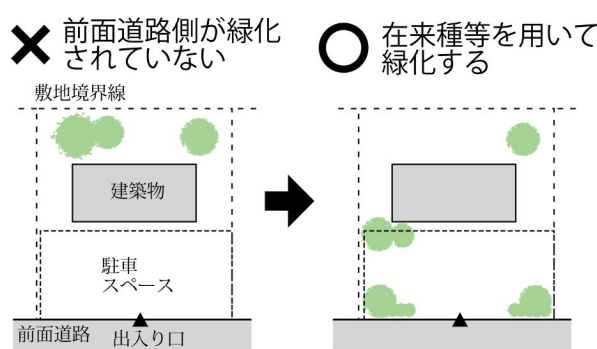 前面道路側が緑化
されていない
在来種等を用いて
緑化する
敷地境界線
建築物
駐車
スペース
前面道路
出入り口